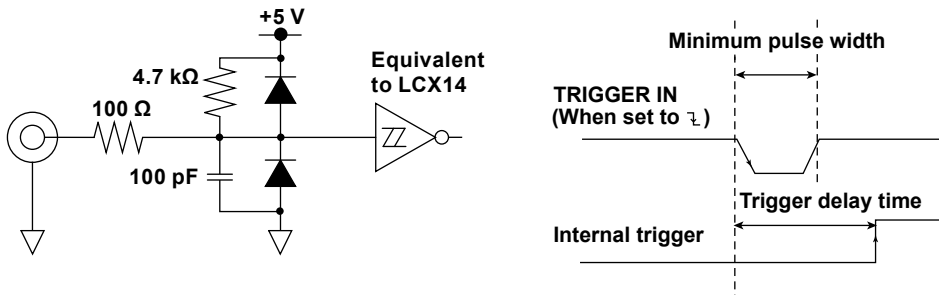 +5 V
4.7 kΩ
100 Ω
100 pF
Equivalent
to LCX14
Minimum pulse width
TRIGGER IN
(When set to ↧)
Trigger delay time
Internal trigger